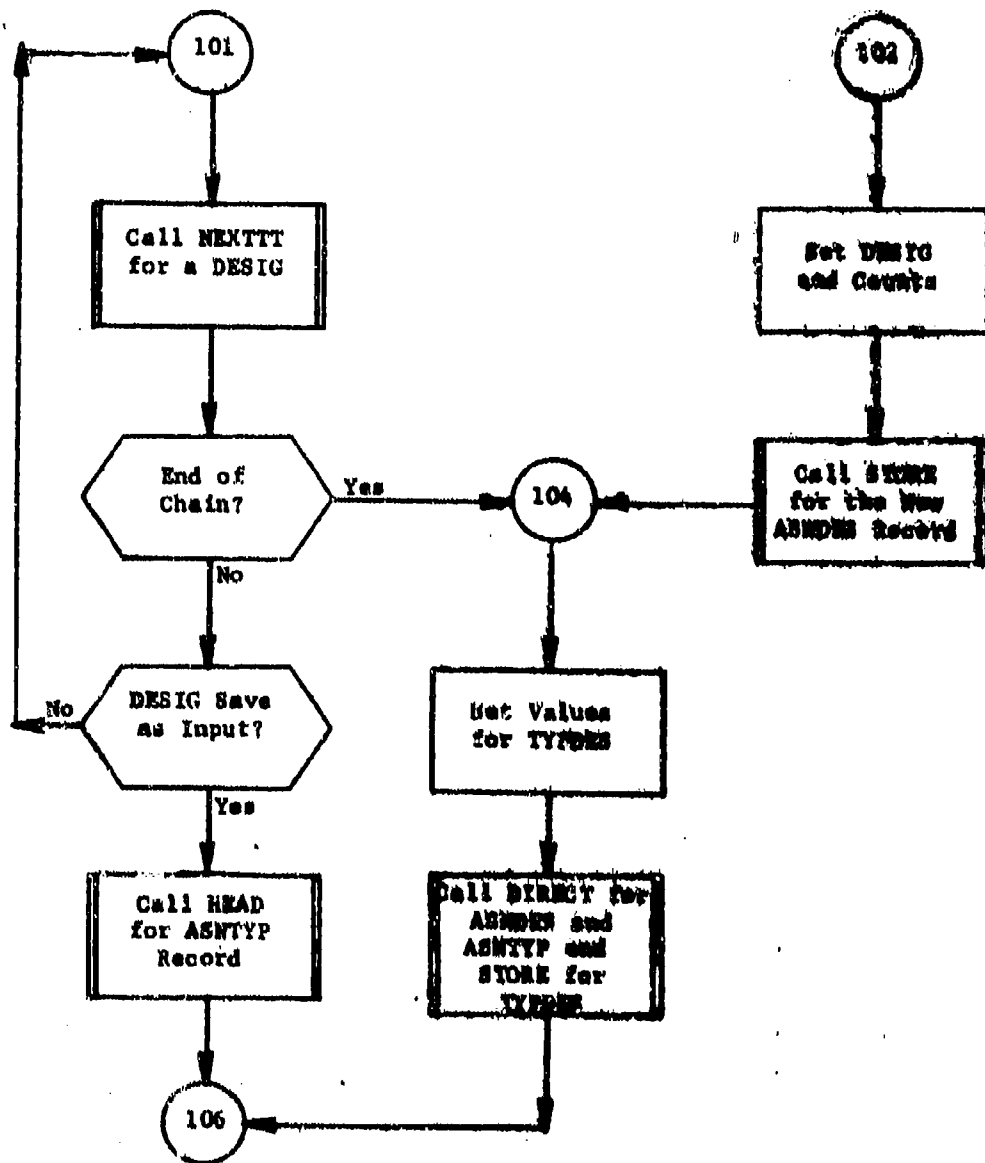 101
102
Call NEXTTT
for a DESIG
Set DESIG
and Counts
End of
Chain?
Yes
104
Call STORE
for the New
ASNDES Record
No
DESIG Save
as Input?
No
Set Values
for TYPDES
Yes
Call HEAD
for ASNTYP
Record
Call DIRECT for
ASNDES and
ASNTYP and
STORE for
TYPDES
106